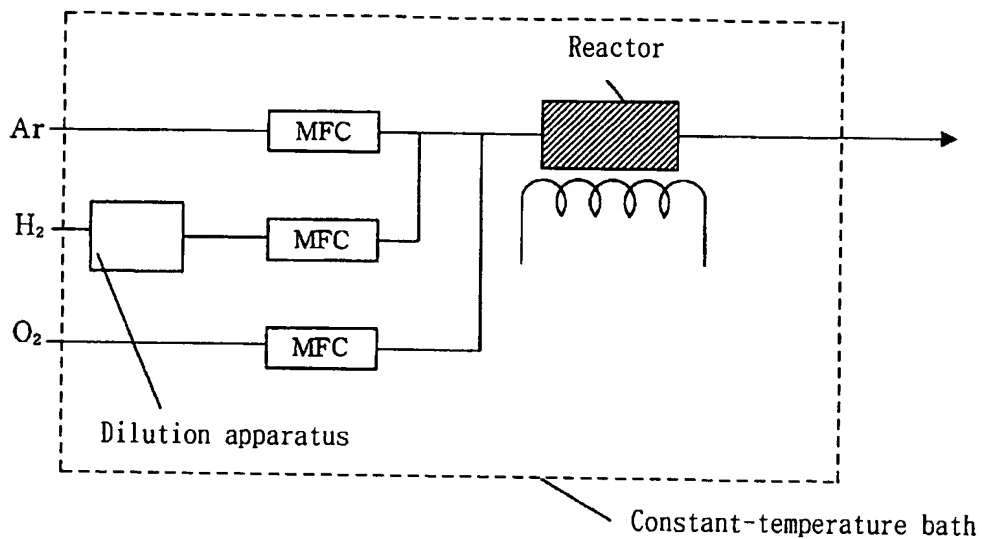 Reactor
Ar
MFC
H₂
MFC
O₂
MFC
Dilution apparatus
Constant-temperature bath